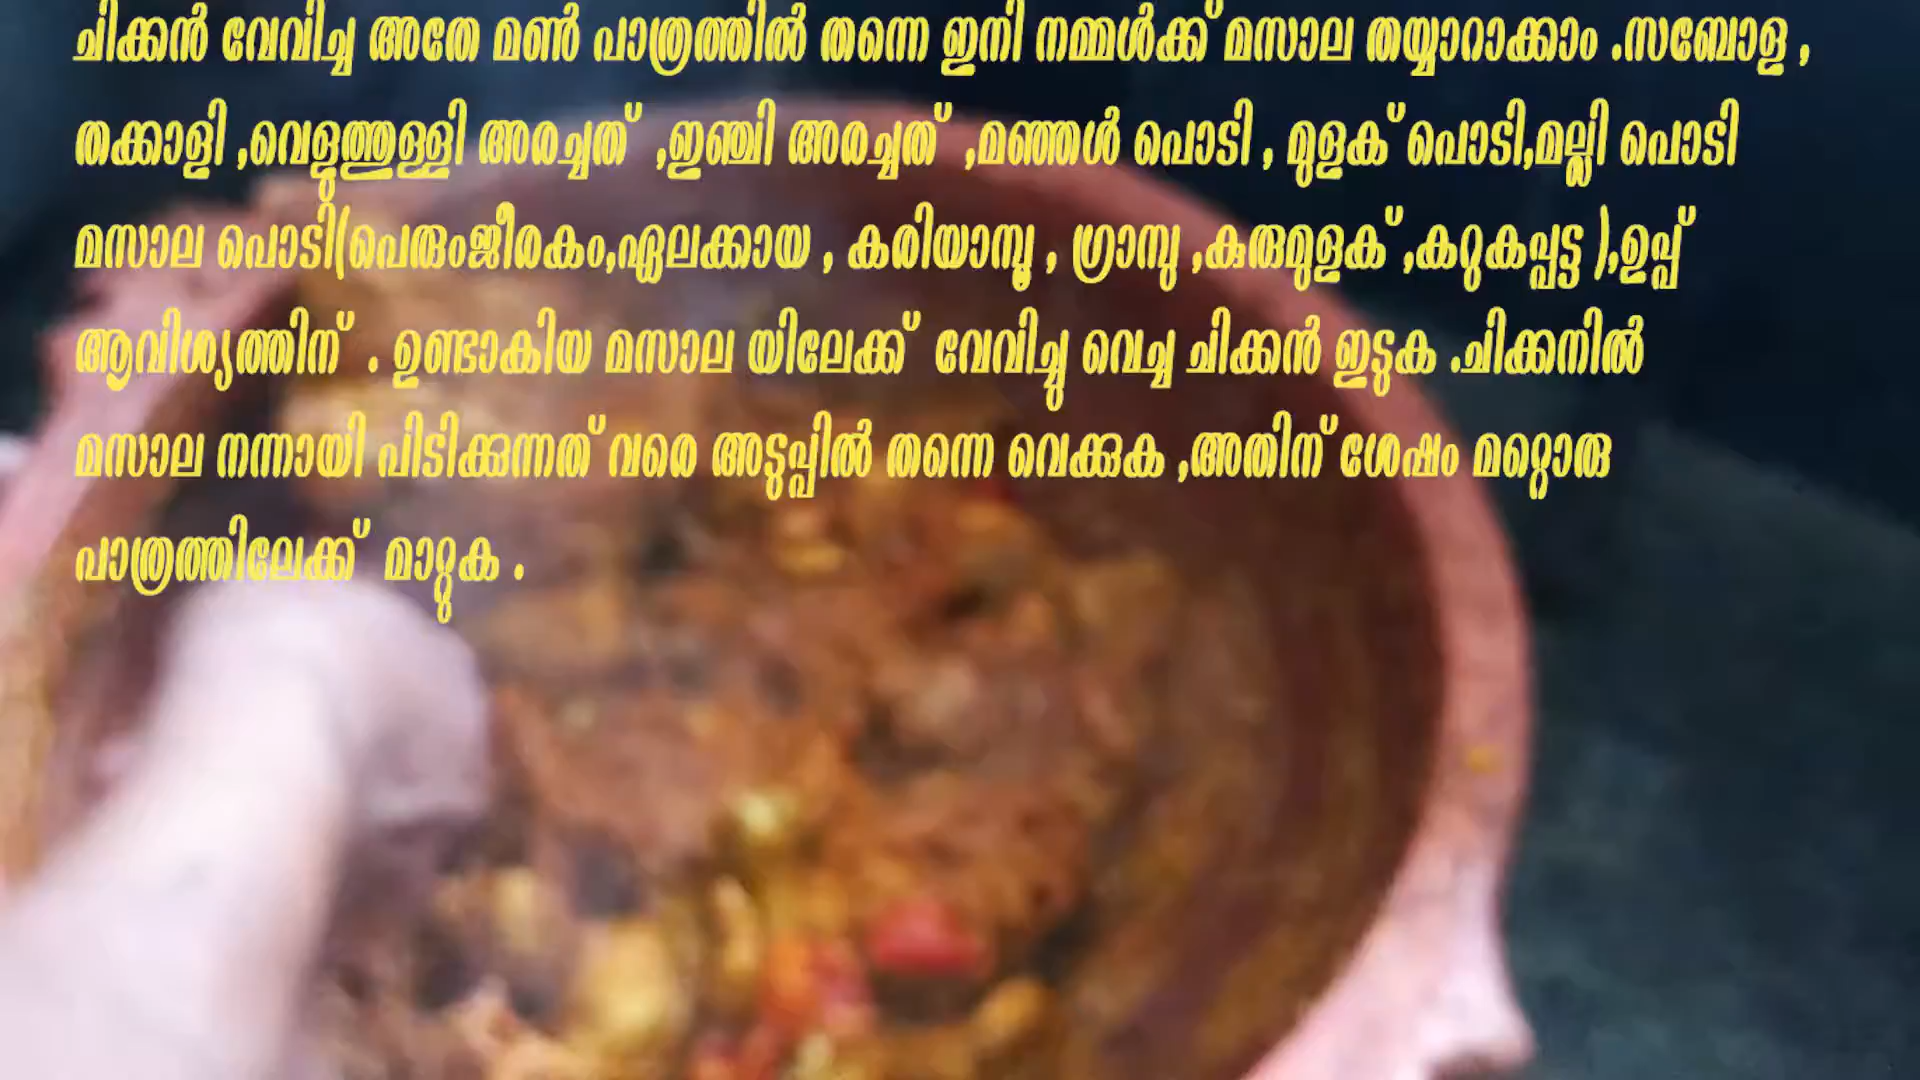 ചിക്കൻ വേവിച്ച അതേ മൺ പാത്രത്തിൽ തന്നെ ഇനി നമ്മൾക്ക് മസാല തയ്യാറാക്കാം .സബോള ,
തക്കാളി ,വെളുത്തുള്ളി അരച്ചത് ,ഇഞ്ചി അരച്ചത് ,മഞ്ഞൾ പൊടി , മുളക് പൊടി,മല്ലി പൊടി
മസാല പൊടി(പെരുംജീരകം,ഏലക്കായ , കരിയാമ്പൂ , ഗ്രാമ്പു ,കുരുമുളക് ,കറുകപ്പട്ട ),ഉപ്പ്
ആവിശ്യത്തിന് . ഉണ്ടാകിയ മസാല യിലേക്ക് വേവിച്ചു വെച്ച ചിക്കൻ ഇടുക .ചിക്കനിൽ
മസാല നന്നായി പിടിക്കുന്നത് വരെ അടുപ്പിൽ തന്നെ വെക്കുക ,അതിന് ശേഷം മറ്റൊരു
പാത്രത്തിലേക്ക് മാറ്റുക .